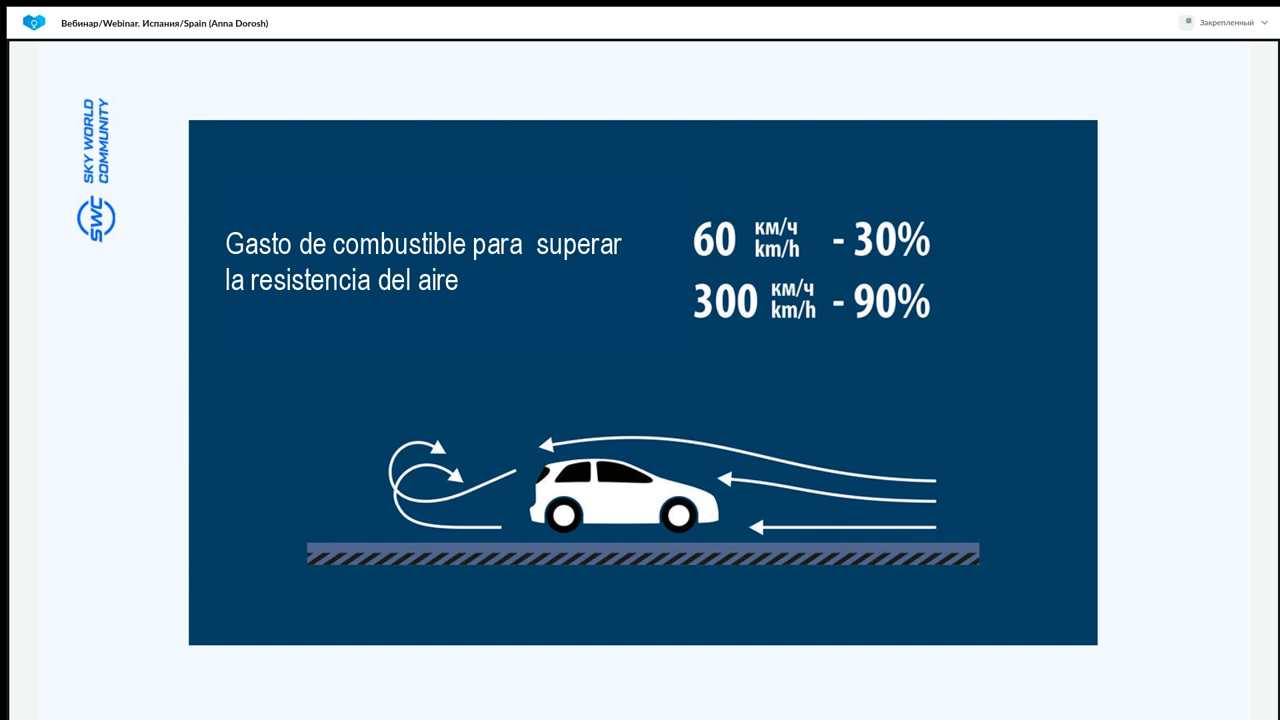 Вебинар/Webinar. Испания/Spain (Anna Dorosh)
Закрепленный
SKY WORLD
COMMUNITY
SWC
Gasto de combustible para superar
la resistencia del aire
60 км/ч km/h - 30%
300 км/ч km/h - 90%